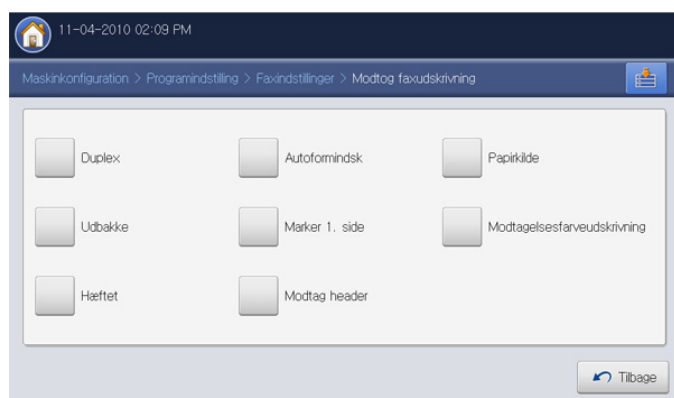 11-04-2010 02:09 PM
Maskinkonfiguration > Programindstilling > Faxindstillinger > Modtog faxudskrivning
Duplex Autoformindsk Papirkilde
Udbakke Marker 1. side Modtagelsesfarveudskrivning
Hæftet Modtag header
Tilbage